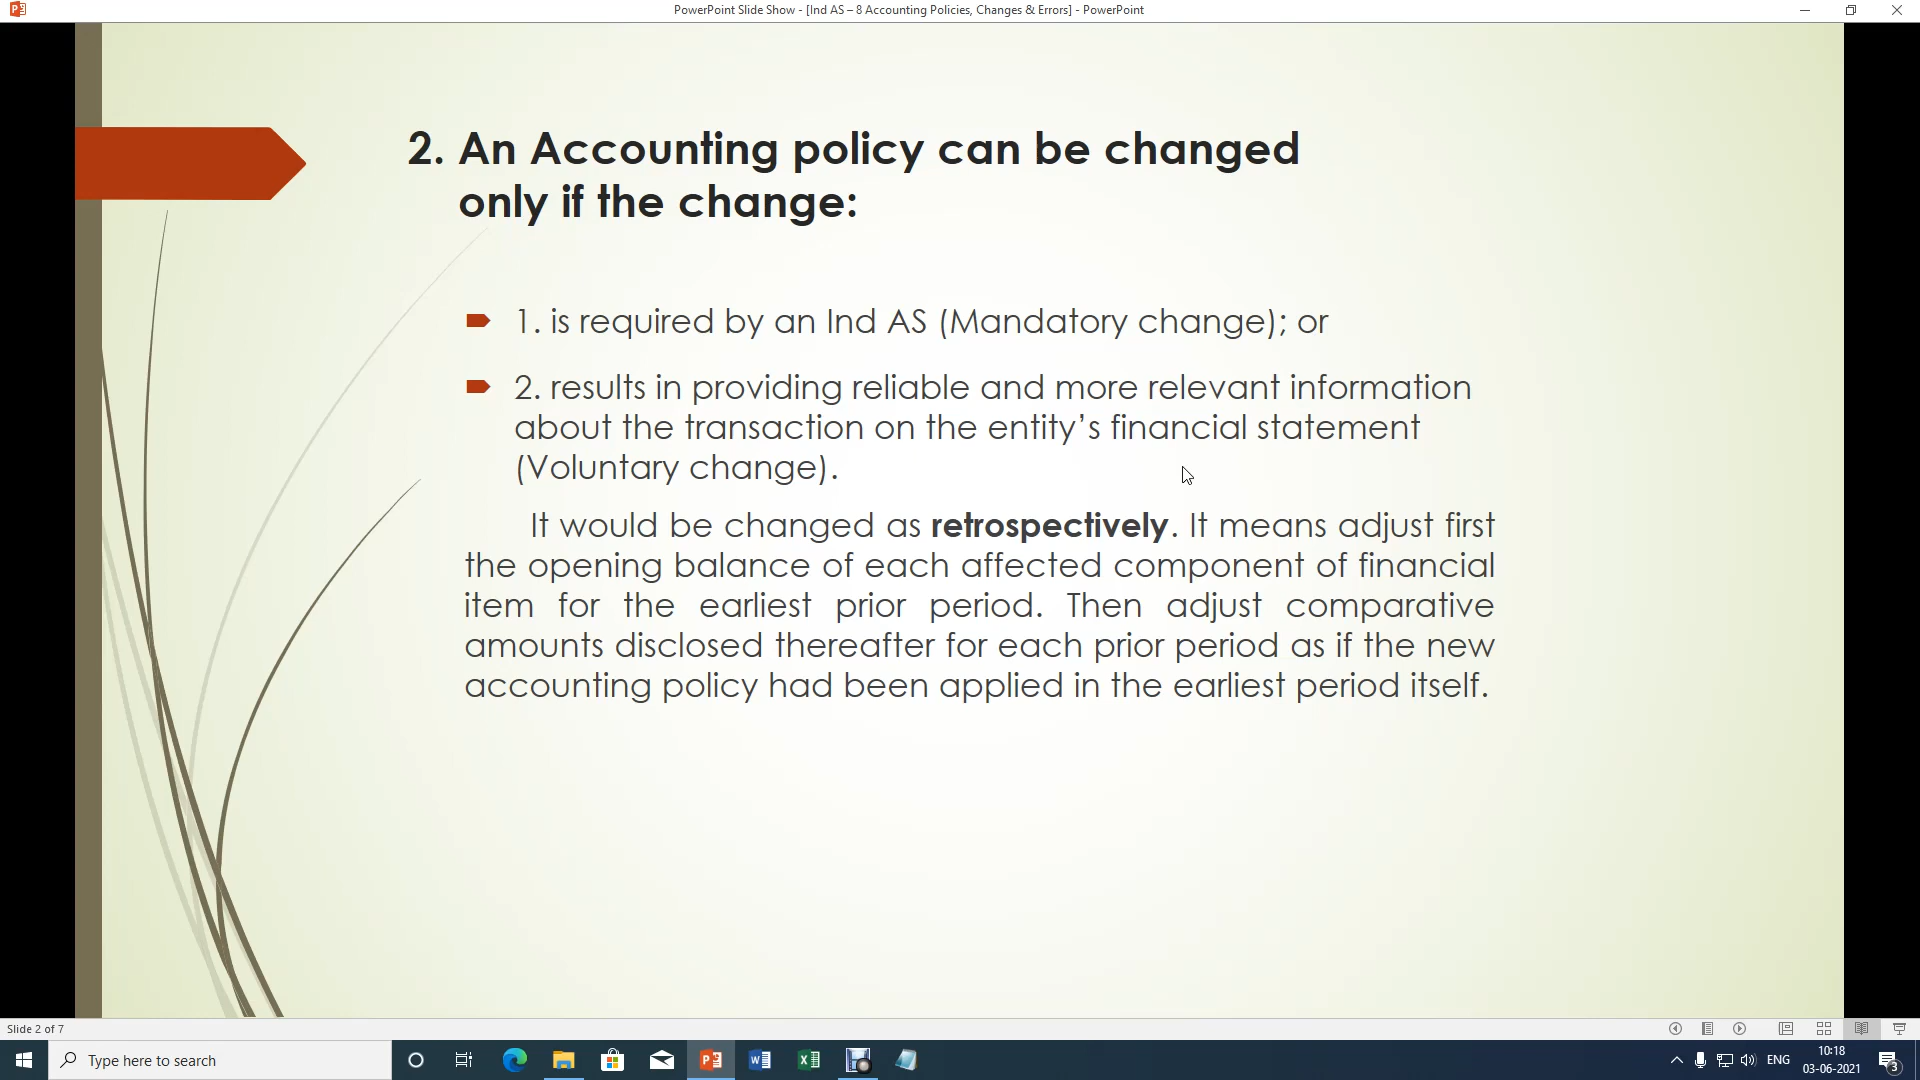 PowerPoint Slide Show - [Ind AS – 8 Accounting Policies, Changes & Errors] - PowerPoint
2. An Accounting policy can be changed
only if the change:
1. is required by an Ind AS (Mandatory change); or
2. results in providing reliable and more relevant information
about the transaction on the entity’s financial statement
(Voluntary change).
It would be changed as retrospectively. It means adjust first
the opening balance of each affected component of financial
item for the earliest prior period. Then adjust comparative
amounts disclosed thereafter for each prior period as if the new
accounting policy had been applied in the earliest period itself.
Slide 2 of 7
Type here to search
ENG
10:18
03-06-2021
3